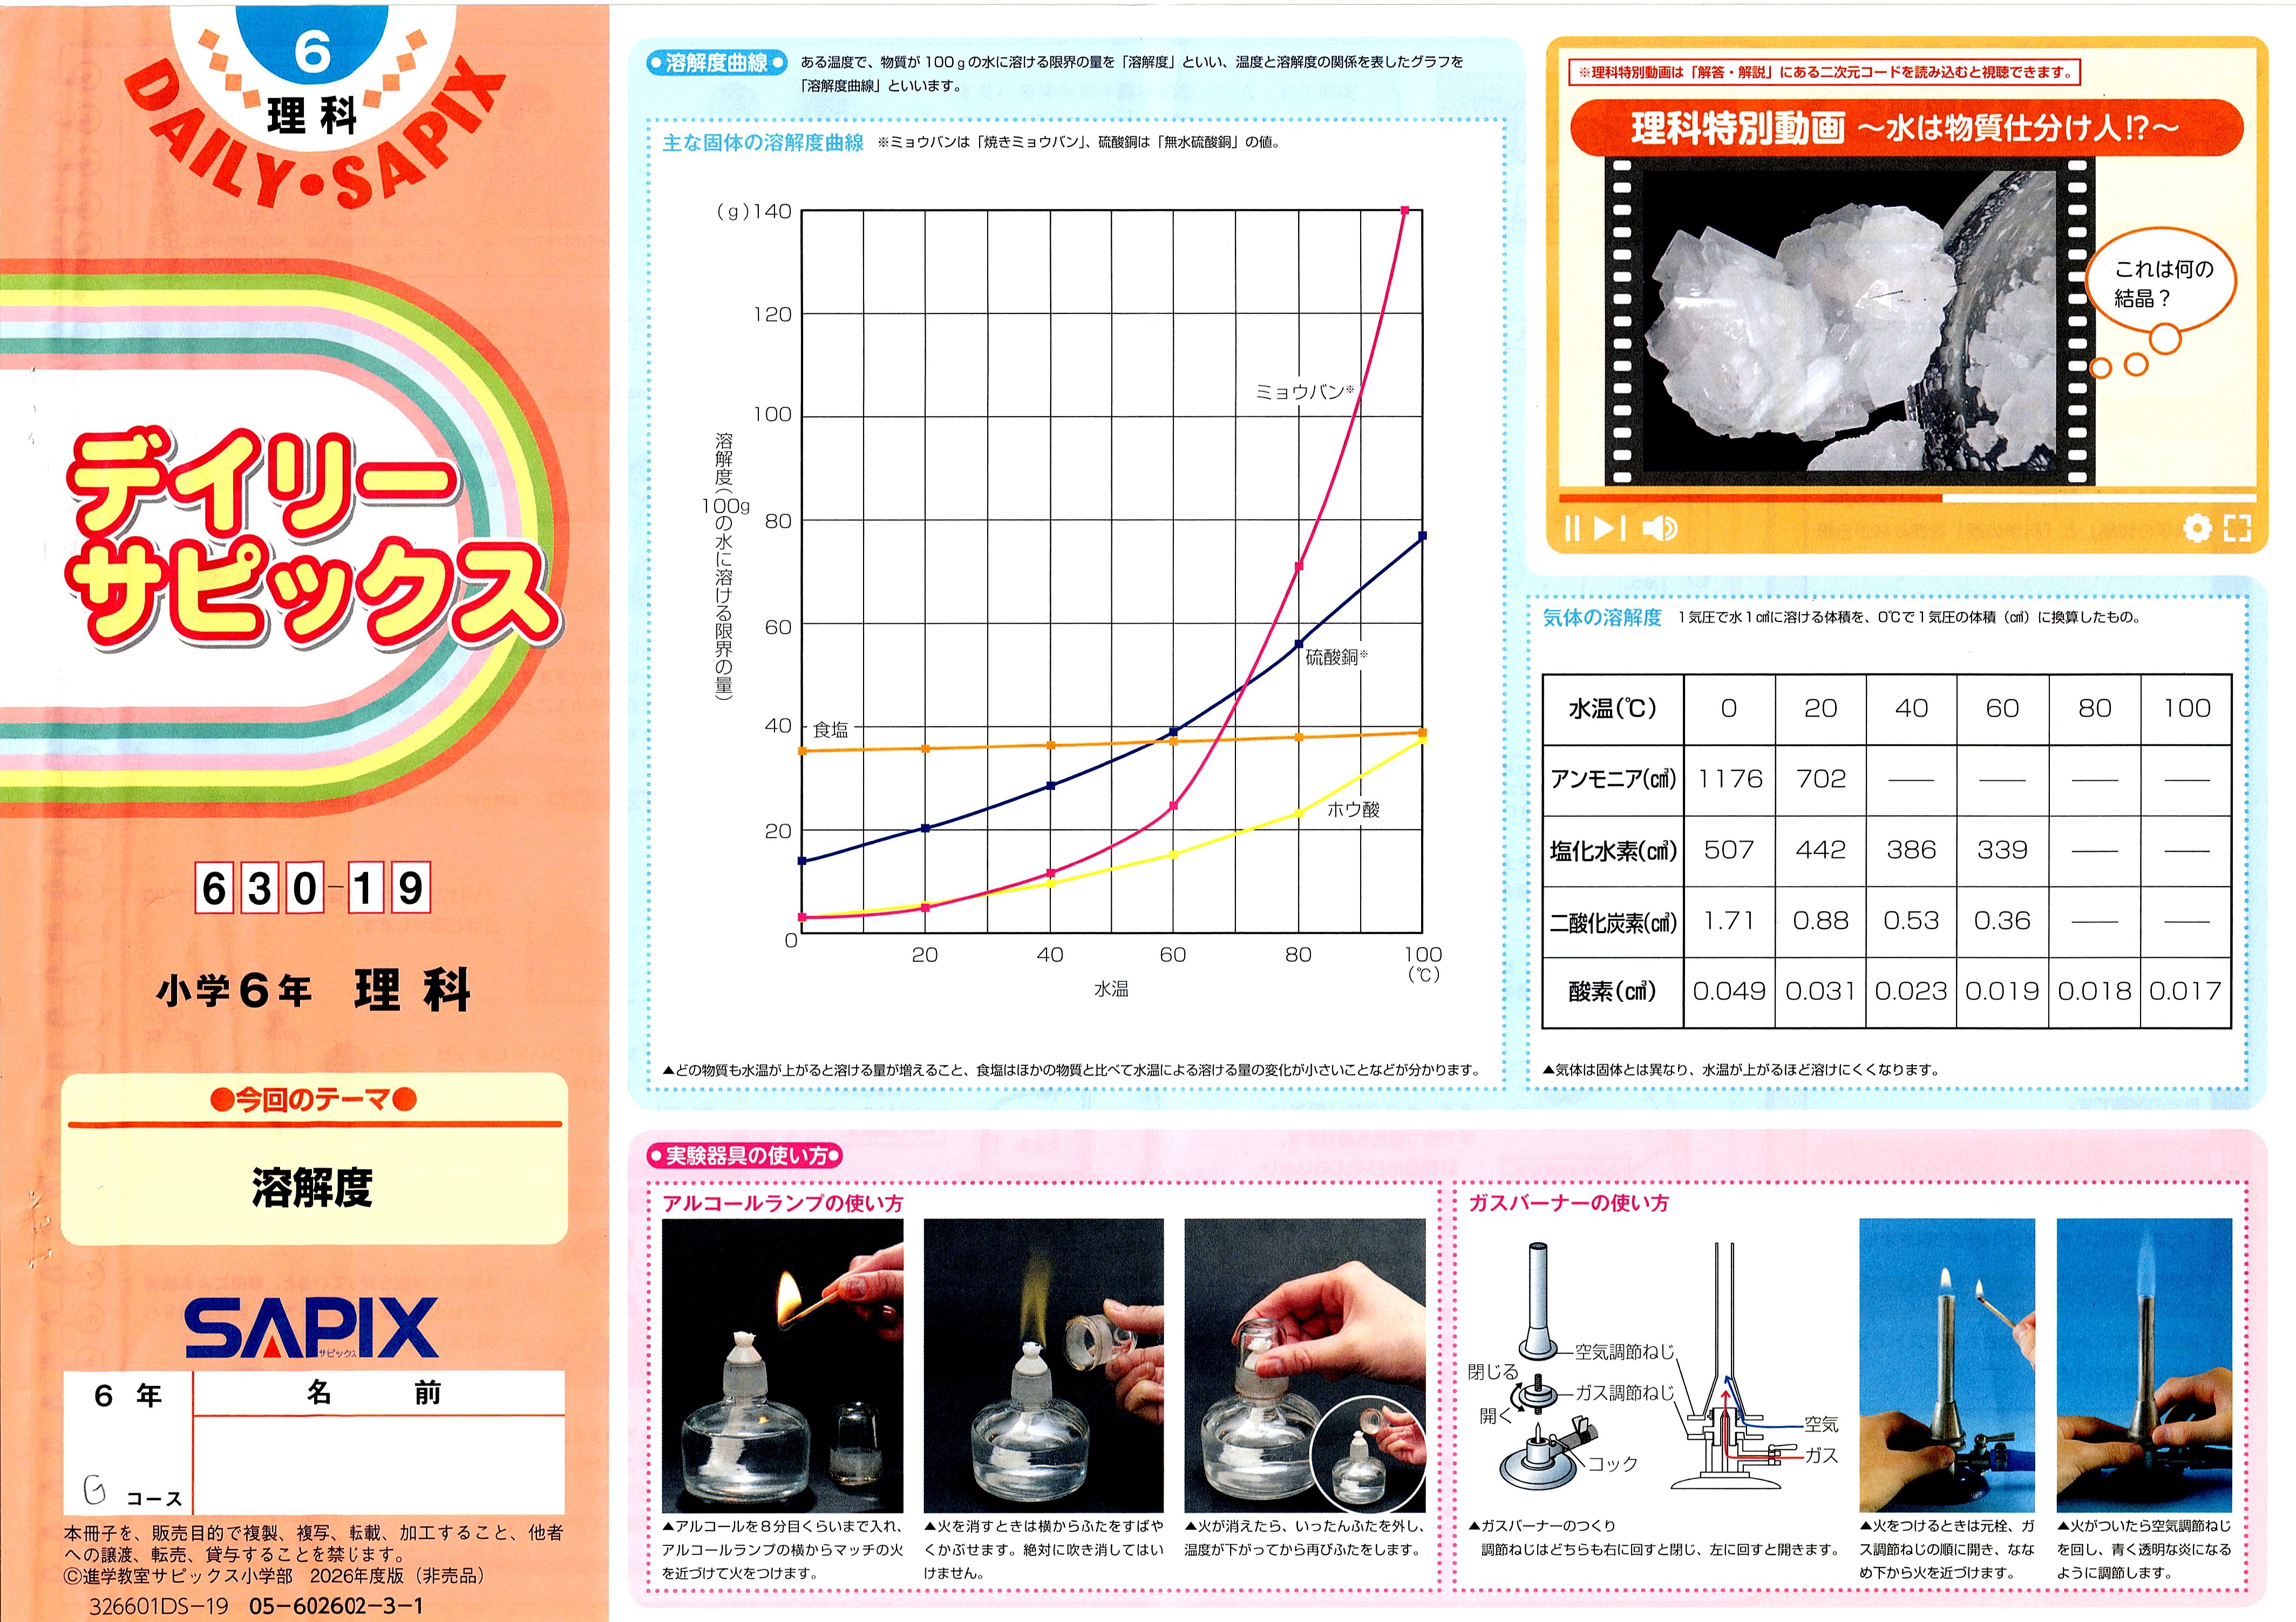 6
理科
DAILY・SAPIX
デイリー
サピックス
630-19
小学6年 理科
●今回のテーマ●
溶解度
SAPIX
サピックス
6年
名前
G コース
本冊子を、販売目的で複製、複写、転載、加工すること、他者
への譲渡、転売、貸与することを禁じます。
Ⓒ進学教室サピックス小学部 2026年度版（非売品）
326601DS-19 05-602602-3-1
●溶解度曲線●
ある温度で、物質が100gの水に溶ける限界の量を「溶解度」といい、温度と溶解度の関係を表したグラフを
「溶解度曲線」といいます。
主な固体の溶解度曲線 ※ミョウバンは「焼きミョウバン」、硫酸銅は「無水硫酸銅」の値。
(g)140
120
100
80
60
40
20
0
溶解度(100gの水に溶ける限界の量)
ミョウバン※
硫酸銅※
食塩
ホウ酸
20 40 60 80 100
(℃)
水温
▲どの物質も水温が上がると溶ける量が増えること、食塩はほかの物質と比べて水温による溶ける量の変化が小さいことなどが分かります。
※理科特別動画は「解答・解説」にある二次元コードを読み込むと視聴できます。
理科特別動画 〜水は物質仕分け人!?〜
これは何の
結晶？
気体の溶解度 1気圧で水1㎤に溶ける体積を、0℃で1気圧の体積（㎤）に換算したもの。
水温(℃) 0 20 40 60 80 100
アンモニア(㎤) 1176 702 — — — —
塩化水素(㎤) 507 442 386 339 — —
二酸化炭素(㎤) 1.71 0.88 0.53 0.36 — —
酸素(㎤) 0.049 0.031 0.023 0.019 0.018 0.017
▲気体は固体とは異なり、水温が上がるほど溶けにくくなります。
●実験器具の使い方●
アルコールランプの使い方
▲アルコールを8分目くらいまで入れ、
アルコールランプの横からマッチの火
を近づけて火をつけます。
▲火を消すときは横からふたをすばや
くかぶせます。絶対に吹き消してはい
けません。
▲火が消えたら、いったんふたを外し、
温度が下がってから再びふたをします。
ガスバーナーの使い方
空気調節ねじ
閉じる
ガス調節ねじ
開く
コック
空気
ガス
▲ガスバーナーのつくり
調節ねじはどちらも右に回すと閉じ、左に回すと開きます。
▲火をつけるときは元栓、ガ
ス調節ねじの順に開き、なな
め下から火を近づけます。
▲火がついたら空気調節ねじ
を回し、青く透明な炎になる
ように調節します。